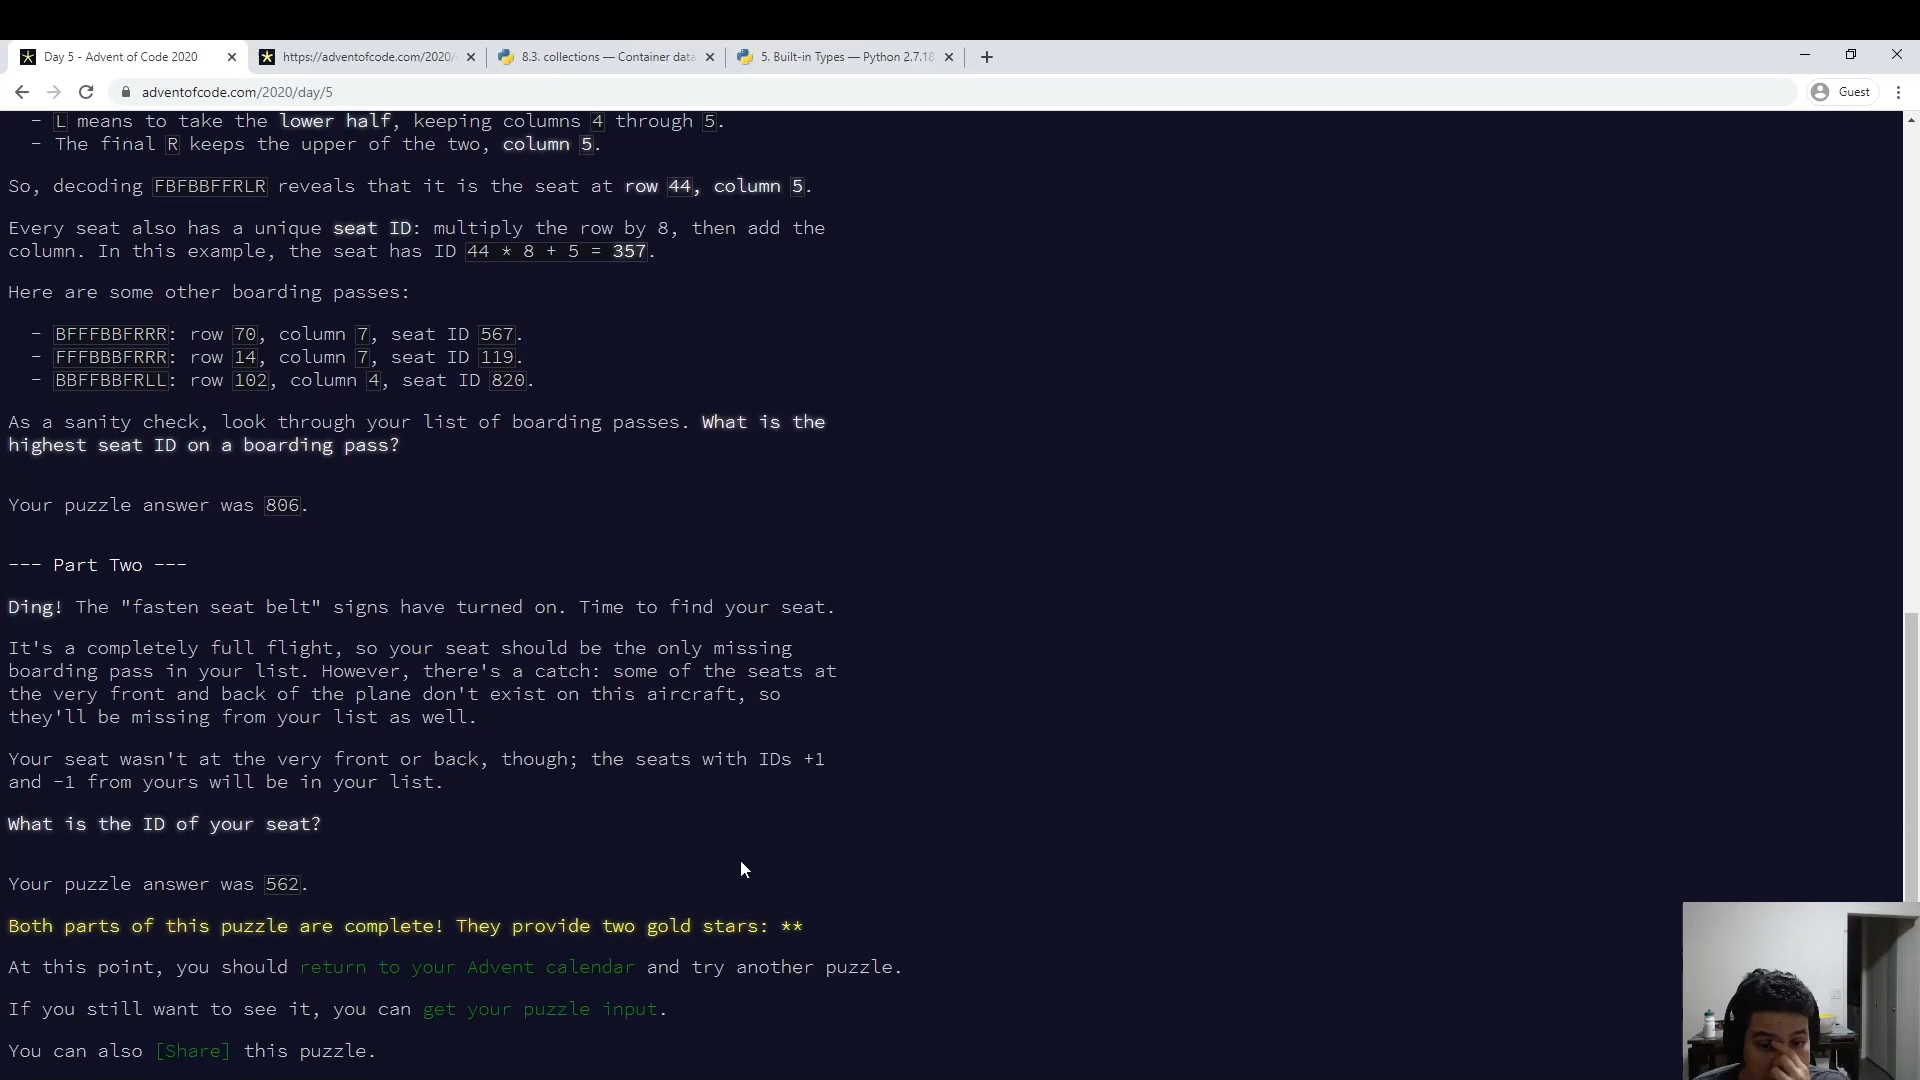 Day 5 - Advent of Code 2020
https://adventofcode.com/2020/
8.3. collections — Container data
5. Built-in Types — Python 2.7.18
adventofcode.com/2020/day/5
Guest
- L means to take the lower half, keeping columns 4 through 5.
- The final R keeps the upper of the two, column 5.
So, decoding FBFBBFFRLR reveals that it is the seat at row 44, column 5.
Every seat also has a unique seat ID: multiply the row by 8, then add the
column. In this example, the seat has ID 44 * 8 + 5 = 357.
Here are some other boarding passes:
- BFFFBBFRRR: row 70, column 7, seat ID 567.
- FFFBBBFRRR: row 14, column 7, seat ID 119.
- BBFFBBFRLL: row 102, column 4, seat ID 820.
As a sanity check, look through your list of boarding passes. What is the
highest seat ID on a boarding pass?
Your puzzle answer was 806.
--- Part Two ---
Ding! The "fasten seat belt" signs have turned on. Time to find your seat.
It's a completely full flight, so your seat should be the only missing
boarding pass in your list. However, there's a catch: some of the seats at
the very front and back of the plane don't exist on this aircraft, so
they'll be missing from your list as well.
Your seat wasn't at the very front or back, though; the seats with IDs +1
and -1 from yours will be in your list.
What is the ID of your seat?
Your puzzle answer was 562.
Both parts of this puzzle are complete! They provide two gold stars: **
At this point, you should return to your Advent calendar and try another puzzle.
If you still want to see it, you can get your puzzle input.
You can also [Share] this puzzle.